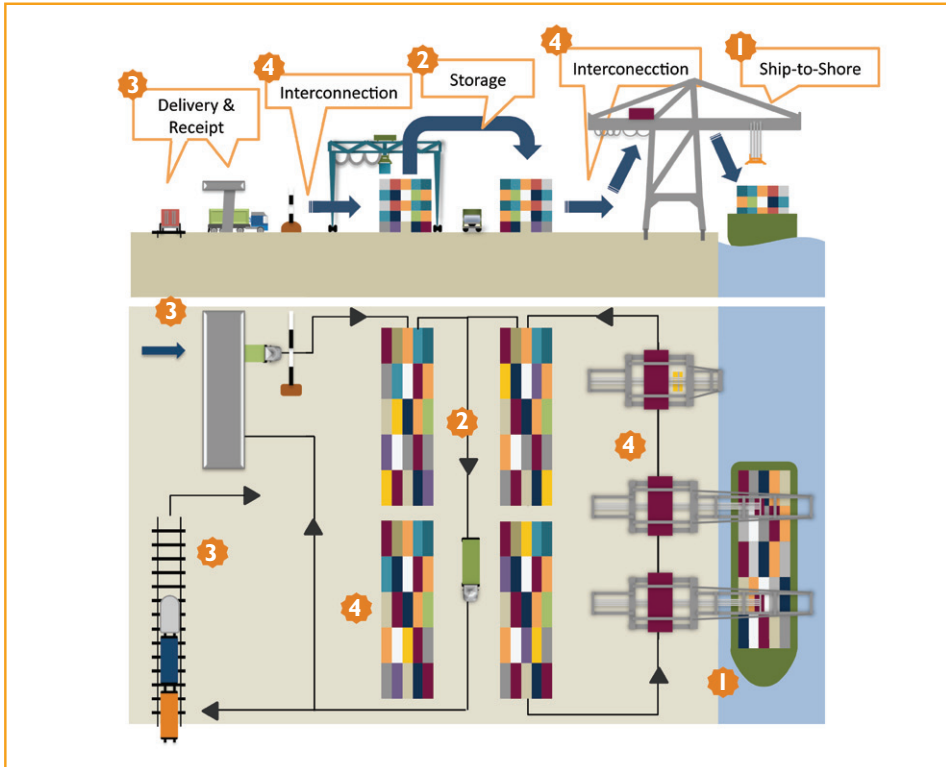 4
2
4
1
3
Interconnection
Storage
Interconecction
Ship-to-Shore
Delivery &
Receipt
3
2
4
3
4
1